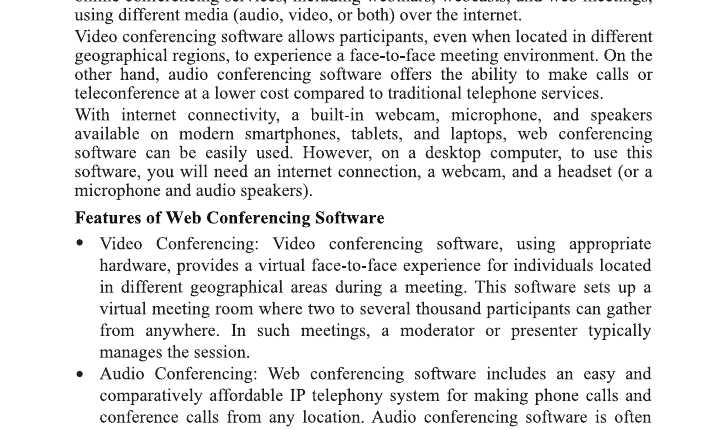 online conferencing services, including webinars, webcasts, and web meetings,
using different media (audio, video, or both) over the internet.
Video conferencing software allows participants, even when located in different
geographical regions, to experience a face-to-face meeting environment. On the
other hand, audio conferencing software offers the ability to make calls or
teleconference at a lower cost compared to traditional telephone services.
With internet connectivity, a built-in webcam, microphone, and speakers
available on modern smartphones, tablets, and laptops, web conferencing
software can be easily used. However, on a desktop computer, to use this
software, you will need an internet connection, a webcam, and a headset (or a
microphone and audio speakers).
Features of Web Conferencing Software
• Video Conferencing: Video conferencing software, using appropriate
hardware, provides a virtual face-to-face experience for individuals located
in different geographical areas during a meeting. This software sets up a
virtual meeting room where two to several thousand participants can gather
from anywhere. In such meetings, a moderator or presenter typically
manages the session.
• Audio Conferencing: Web conferencing software includes an easy and
comparatively affordable IP telephony system for making phone calls and
conference calls from any location. Audio conferencing software is often